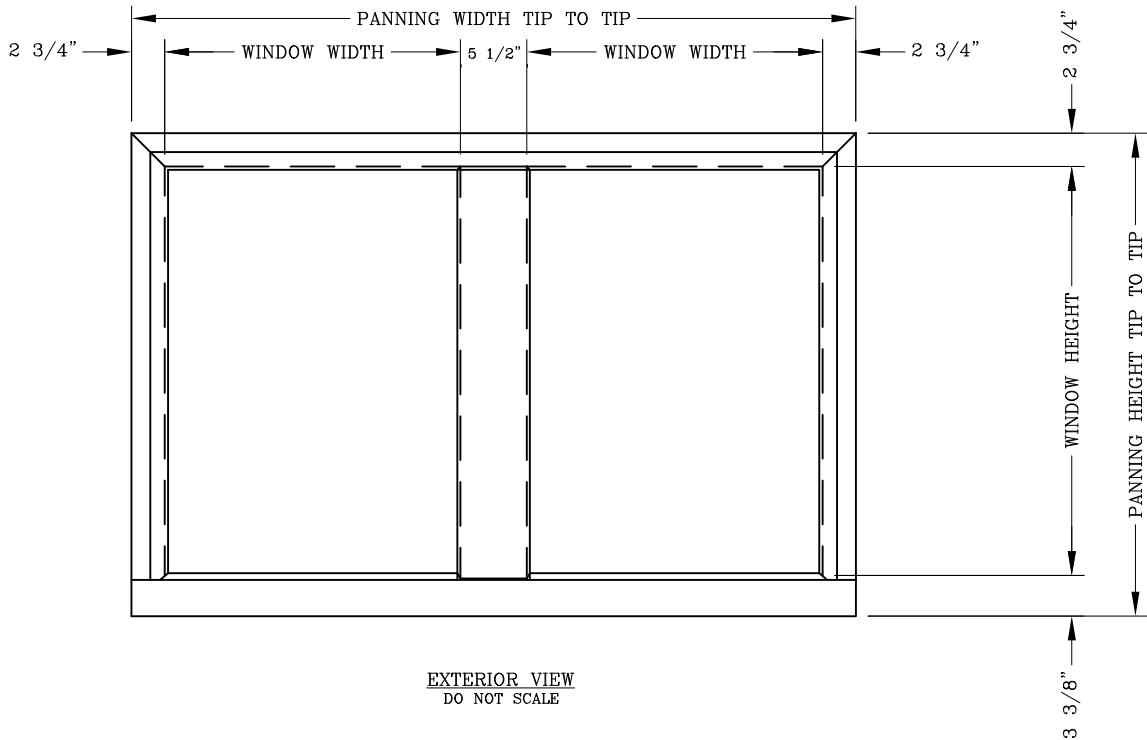 PANNING WIDTH TIP TO TIP
2 3/4"
WINDOW WIDTH
5 1/2"
WINDOW WIDTH
2 3/4"
2 3/4"
WINDOW HEIGHT
PANNING HEIGHT TIP TO TIP
3 3/8"
EXTERIOR VIEW
DO NOT SCALE